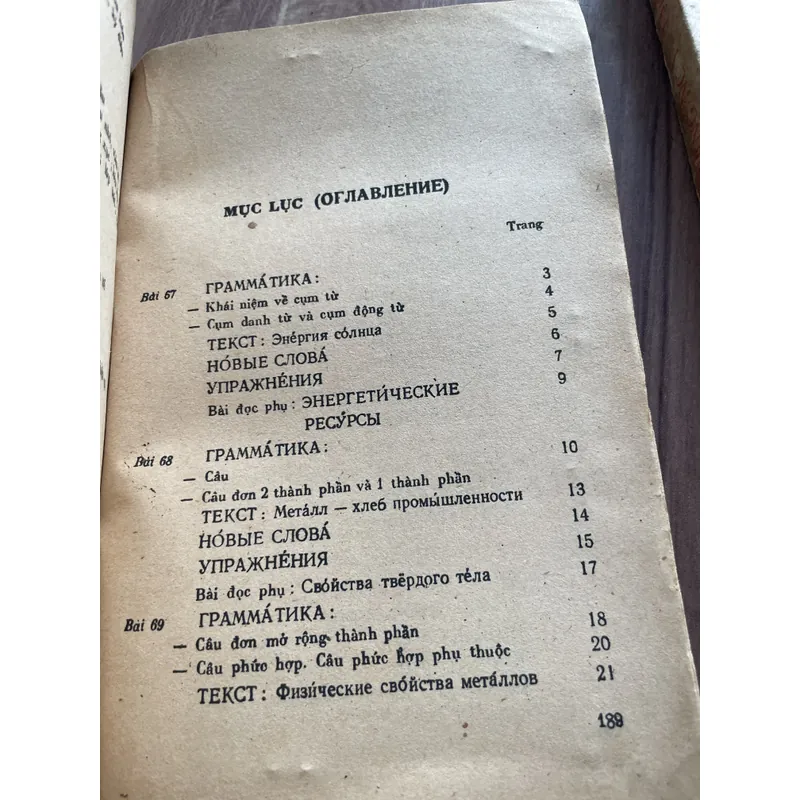 MỤC LỤC (ОГЛАВЛЕНИЕ)
Trang
Bài 67 ГРАММА́ТИКА: 3
— Khái niệm về cụm từ 4
— Cụm danh từ và cụm động từ 5
ТЕКСТ: Эне́ргия со́лнца 6
НО́ВЫЕ СЛОВА́ 7
УПРАЖНЕ́НИЯ 9
Bài đọc phụ: ЭНЕРГЕТИ́ЧЕСКИЕ
РЕСУ́РСЫ
Bài 68 ГРАММА́ТИКА: 10
— Câu
— Câu đơn 2 thành phần và 1 thành phần 13
ТЕКСТ: Мета́лл — хлеб промы́шленности 14
НО́ВЫЕ СЛОВА́ 15
УПРАЖНЕ́НИЯ 17
Bài đọc phụ: Сво́йства твёрдого те́ла
Bài 69 ГРАММА́ТИКА: 18
— Câu đơn mở rộng thành phần 20
— Câu phức hợp. Câu phức hợp phụ thuộc 21
ТЕКСТ: Физи́ческие сво́йства мета́ллов
189